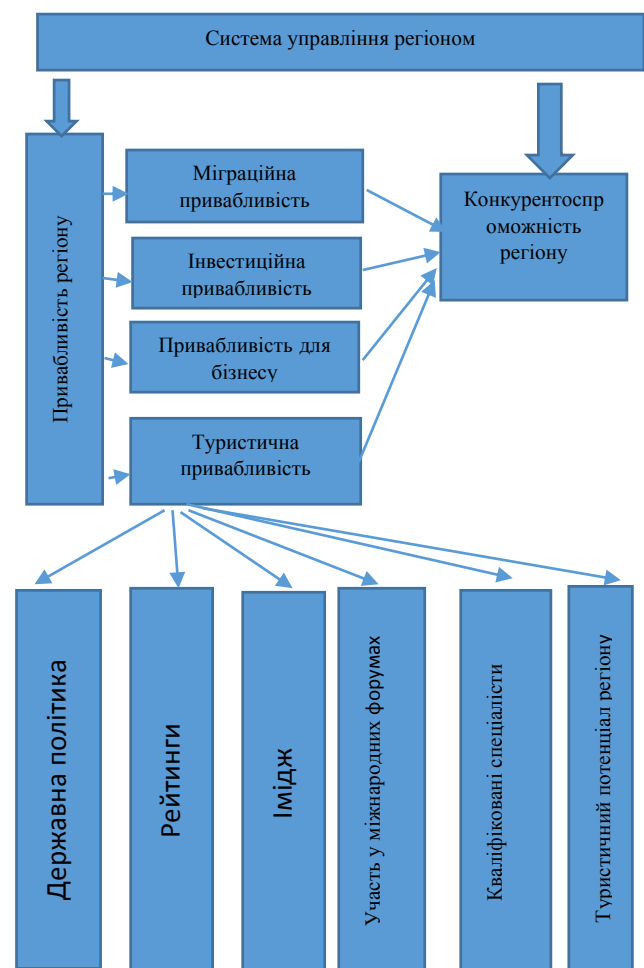 Система управління регіоном
Привабливість регіону
Міграційна
привабливість
Інвестиційна
привабливість
Привабливість для
бізнесу
Туристична
привабливість
Конкурентоспр
оможність
регіону
Державна політика
Рейтинги
Імідж
Участь у міжнародних форумах
Кваліфіковані спеціалісти
Туристичний потенціал регіону